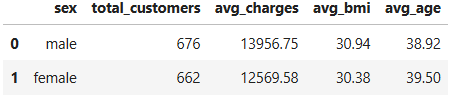 sex total_customers avg_charges avg_bmi avg_age
0 male 676 13956.75 30.94 38.92
1 female 662 12569.58 30.38 39.50